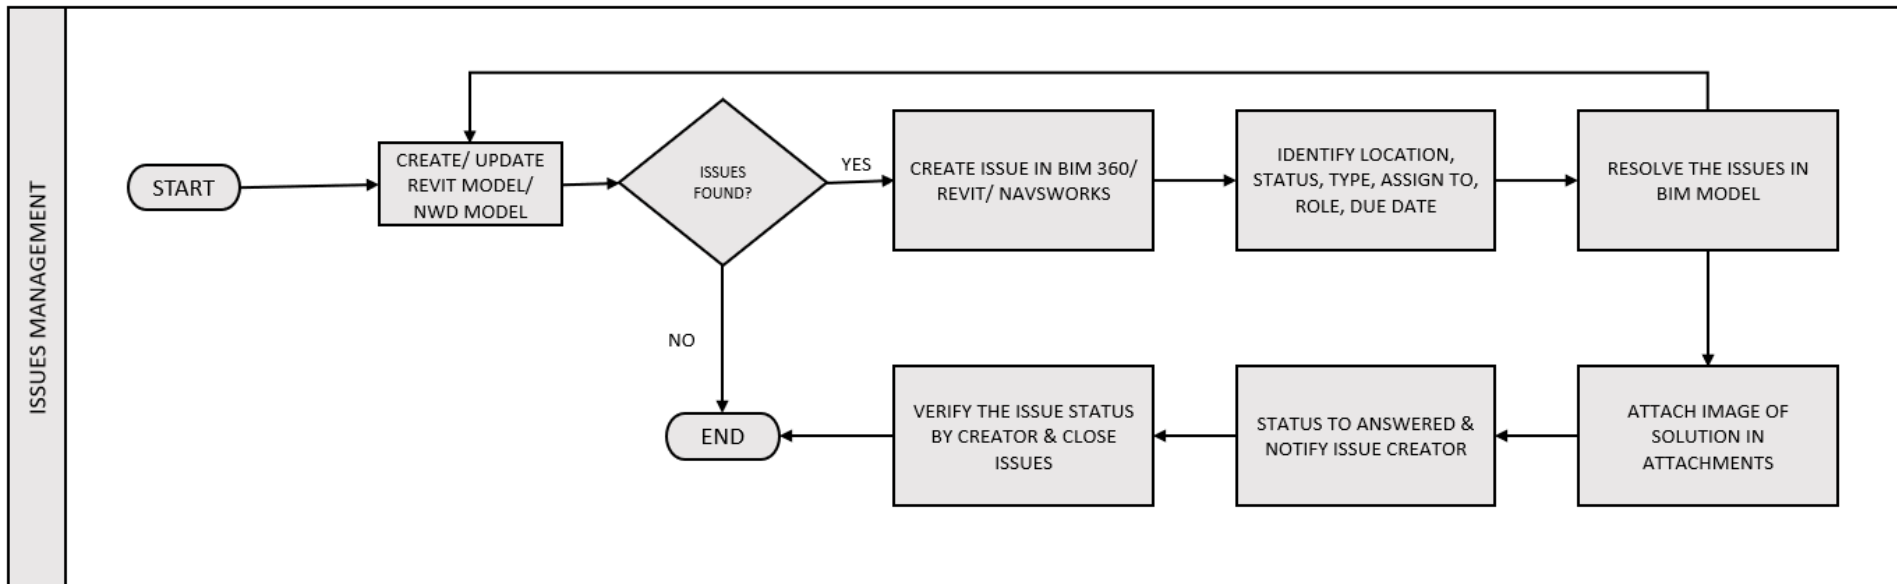 ISSUES MANAGEMENT
START
CREATE/ UPDATE
REVIT MODEL/
NWD MODEL
ISSUES
FOUND?
YES
CREATE ISSUE IN BIM 360/
REVIT/ NAVSWORKS
IDENTIFY LOCATION,
STATUS, TYPE, ASSIGN TO,
ROLE, DUE DATE
RESOLVE THE ISSUES IN
BIM MODEL
NO
END
VERIFY THE ISSUE STATUS
BY CREATOR & CLOSE
ISSUES
STATUS TO ANSWERED &
NOTIFY ISSUE CREATOR
ATTACH IMAGE OF
SOLUTION IN
ATTACHMENTS